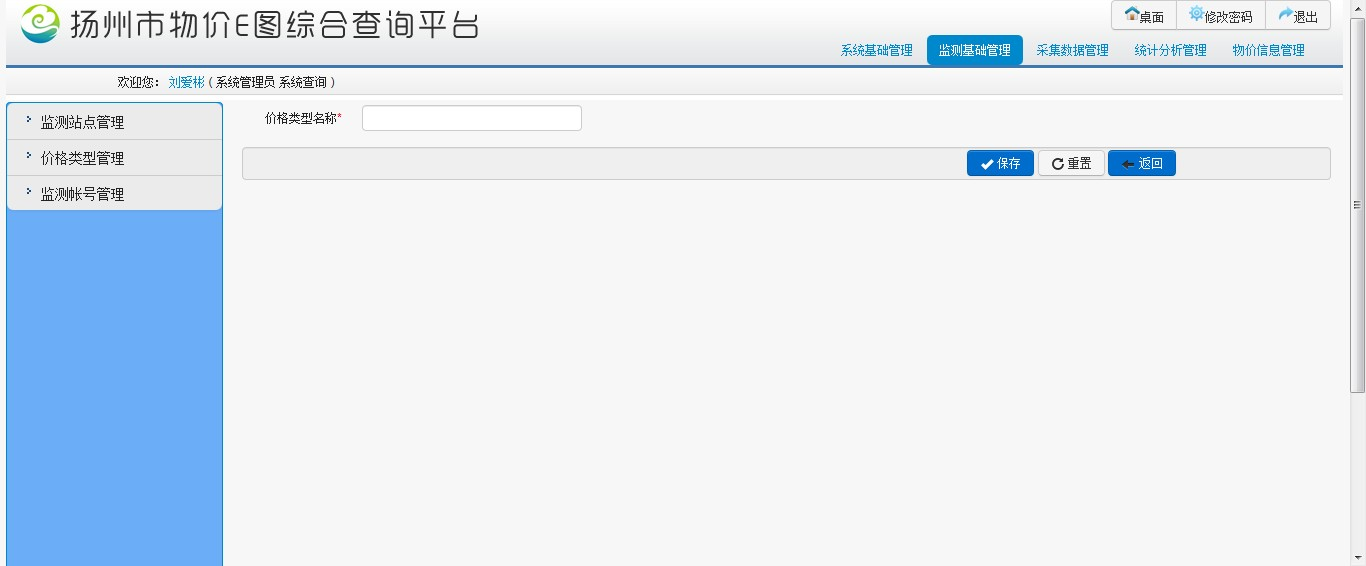 扬州市物价E图综合查询平台
桌面 修改密码 退出
系统基础管理 监测基础管理 采集数据管理 统计分析管理 物价信息管理
欢迎您： 刘爱彬 ( 系统管理员 系统查询 )
监测站点管理
价格类型管理
监测帐号管理
价格类型名称*
保存 重置 返回